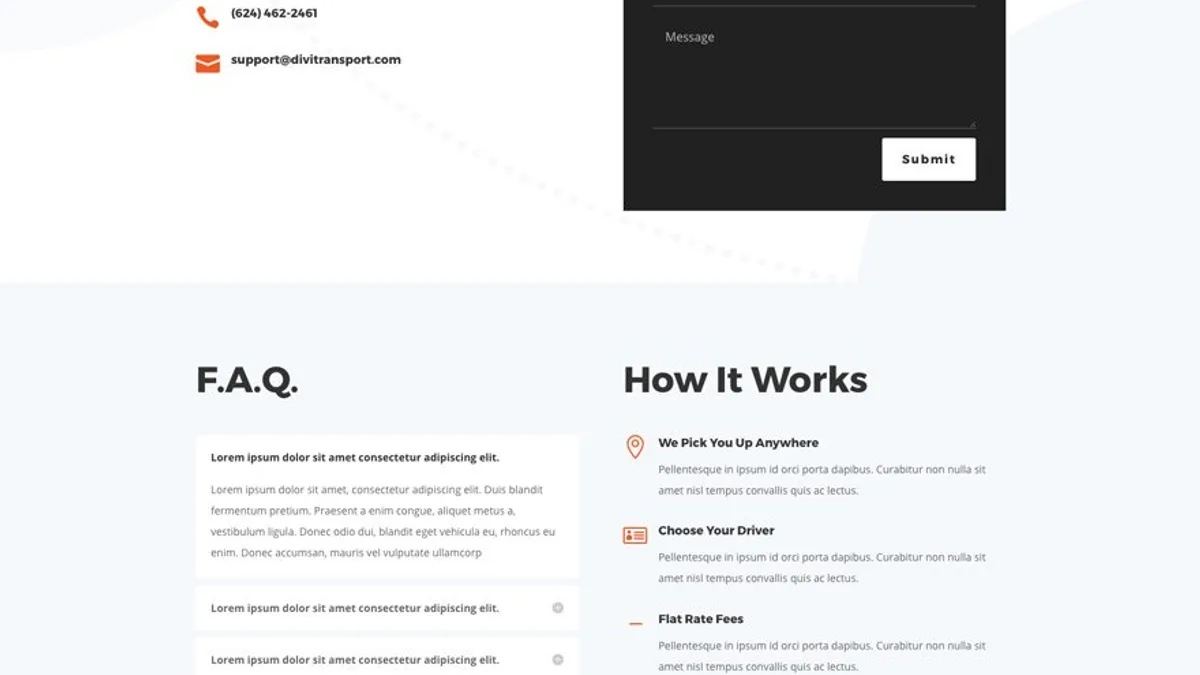 (624) 462-2461
support@divitransport.com
Message
Submit
F.A.Q.
Lorem ipsum dolor sit amet consectetur adipiscing elit.
Lorem ipsum dolor sit amet, consectetur adipiscing elit. Duis blandit
fermentum pretium. Praesent a enim congue, aliquet metus a,
vestibulum ligula. Donec odio dui, blandit eget vehicula eu, rhoncus eu
enim. Donec accumsan, mauris vel vulputate ullamcorp
Lorem ipsum dolor sit amet consectetur adipiscing elit.
Lorem ipsum dolor sit amet consectetur adipiscing elit.
How It Works
We Pick You Up Anywhere
Pellentesque in ipsum id orci porta dapibus. Curabitur non nulla sit
amet nisl tempus convallis quis ac lectus.
Choose Your Driver
Pellentesque in ipsum id orci porta dapibus. Curabitur non nulla sit
amet nisl tempus convallis quis ac lectus.
Flat Rate Fees
Pellentesque in ipsum id orci porta dapibus. Curabitur non nulla sit
amet nisl tempus convallis quis ac lectus.